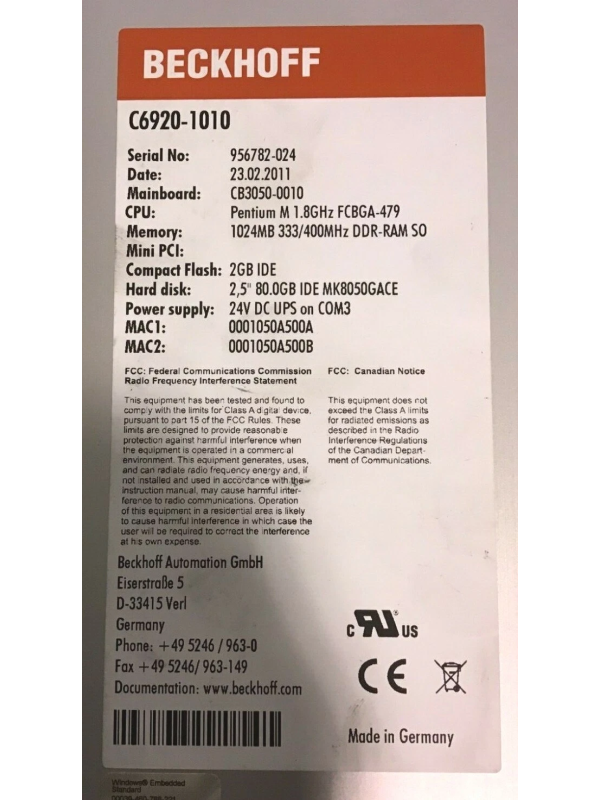 BECKHOFF
C6920-1010
Serial No: 956782-024
Date: 23.02.2011
Mainboard: CB3050-0010
CPU: Pentium M 1.8GHz FCBGA-479
Memory: 1024MB 333/400MHz DDR-RAM SO
Mini PCI:
Compact Flash: 2GB IDE
Hard disk: 2,5" 80.0GB IDE MK8050GACE
Power supply: 24V DC UPS on COM3
MAC1: 0001050A500A
MAC2: 0001050A500B
FCC: Federal Communications Commission
Radio Frequency Interference Statement
This equipment has been tested and found to
comply with the limits for Class A digital device,
pursuant to part 15 of the FCC Rules. These
limits are designed to provide reasonable
protection against harmful interference when
the equipment is operated in a commercial
environment. This equipment generates, uses,
and can radiate radio frequency energy and, if
not installed and used in accordance with the
instruction manual, may cause harmful inter-
ference to radio communications. Operation
of this equipment in a residential area is likely
to cause harmful interference in which case the
user will be required to correct the interference
at his own expense.
FCC: Canadian Notice
This equipment does not
exceed the Class A limits
for radiated emissions as
described in the Radio
Interference Regulations
of the Canadian Depart-
ment of Communications.
Beckhoff Automation GmbH
Eiserstraße 5
D-33415 Verl
Germany
Phone: +49 5246 / 963-0
Fax +49 5246/ 963-149
Documentation: www.beckhoff.com
c RU ® US
CE
Made in Germany
Windows® Embedded
Standard